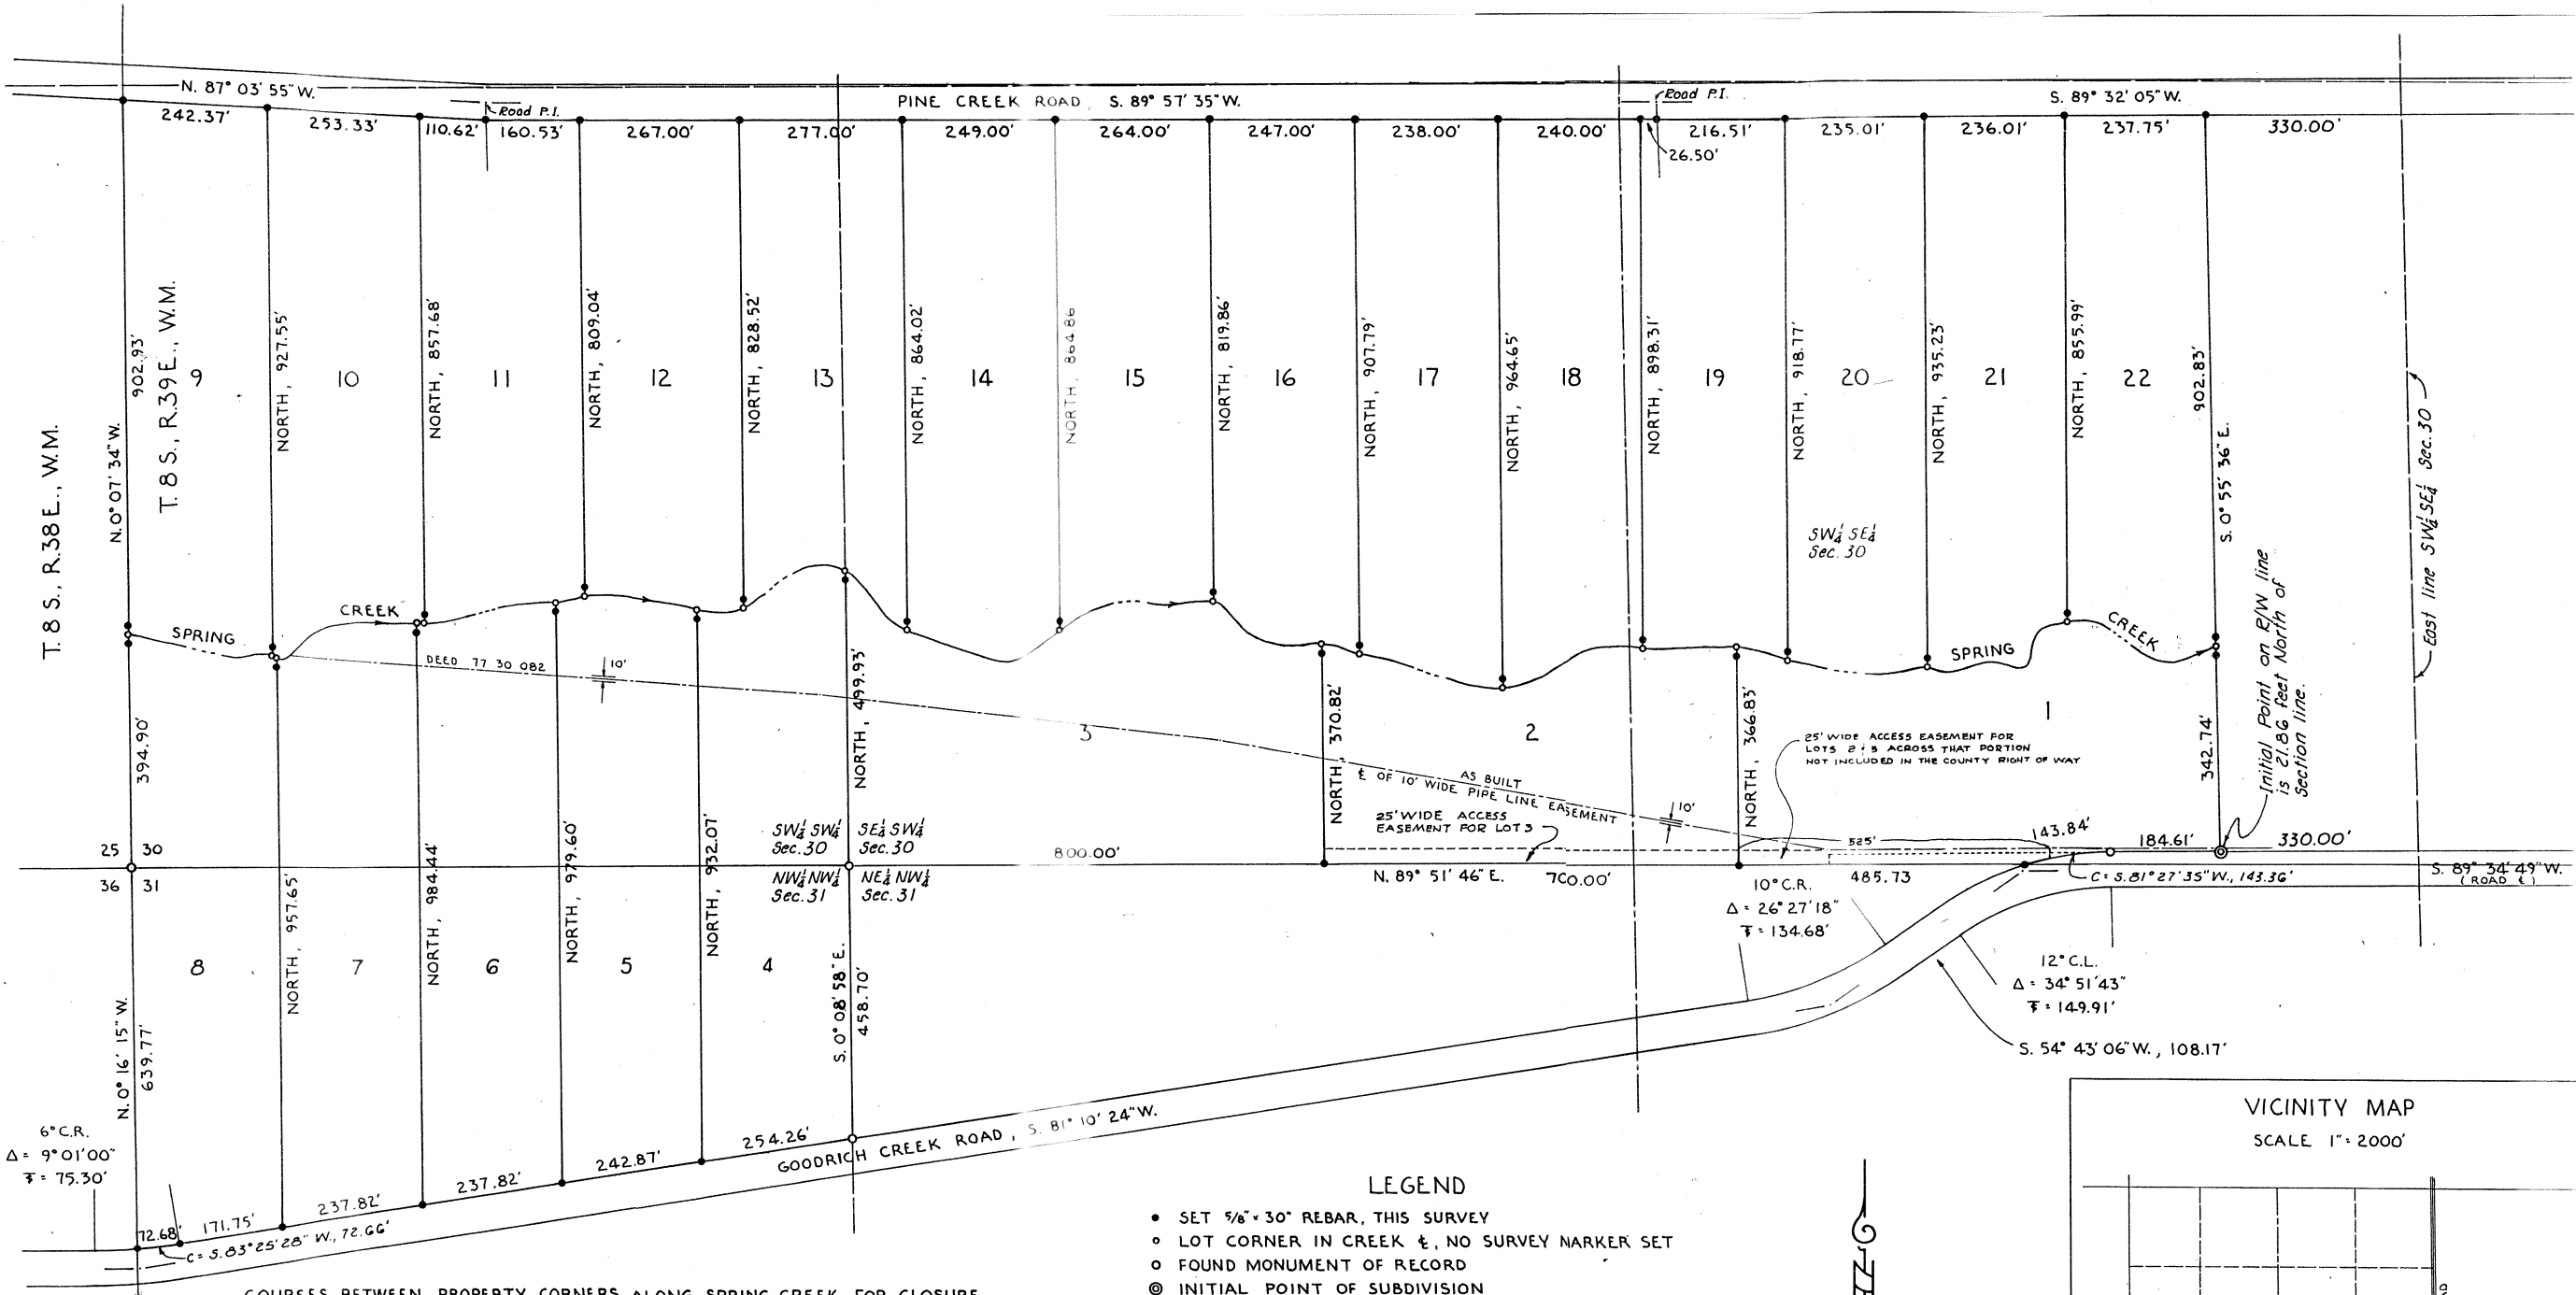 N. 87° 03' 55" W.
PINE CREEK ROAD, S. 89° 57' 35" W.
S. 89° 32' 05" W.
Road P.I.
Road P.I.
242.37'
253.33'
110.62'
160.53'
267.00'
277.00'
249.00'
264.00'
247.00'
238.00'
240.00'
26.50'
216.51'
235.01'
236.01'
237.75'
330.00'
T. 8 S., R. 38 E., W.M.
T. 8 S., R. 39 E., W.M.
N. 0° 07' 34" W.
902.93'
NORTH, 927.55'
NORTH, 857.68'
NORTH, 809.04'
NORTH, 828.52'
NORTH, 864.02'
NORTH, 864.86
NORTH, 819.86'
NORTH, 907.79'
NORTH, 964.65'
NORTH, 898.31'
NORTH, 918.77'
NORTH, 935.23'
NORTH, 855.99'
902.83'
S. 0° 55' 36" E.
East line SW¼ SE¼ Sec. 30
9
10
11
12
13
14
15
16
17
18
19
20
21
22
SW¼ SE¼
Sec. 30
SPRING
CREEK
SPRING
CREEK
DEED 77 30 082
10'
394.90'
NORTH, 499.93'
3
NORTH, 370.82'
2
NORTH, 366.83'
1
342.74'
Initial Point on R/W line
is 21.86 feet North of
Section line.
25' WIDE ACCESS EASEMENT FOR
LOTS 2 & 3 ACROSS THAT PORTION
NOT INCLUDED IN THE COUNTY RIGHT OF WAY
AS BUILT
℄ OF 10' WIDE PIPE LINE EASEMENT
10'
25' WIDE ACCESS
EASEMENT FOR LOT 3
525'
143.84'
184.61'
330.00'
25 30
36 31
SW¼ SW¼
Sec. 30
SE¼ SW¼
Sec. 30
NW¼ NW¼
Sec. 31
NE¼ NW¼
Sec. 31
800.00'
N. 89° 51' 46" E.
700.00'
485.73
C = S. 81° 27' 35" W., 143.36'
S. 89° 34' 49" W.
(ROAD ℄)
10° C.R.
Δ = 26° 27' 18"
T = 134.68'
12° C.L.
Δ = 34° 51' 43"
T = 149.91'
S. 54° 43' 06" W., 108.17'
N. 0° 16' 15" W.
639.77'
8
NORTH, 957.65'
7
NORTH, 984.44'
6
NORTH, 979.60'
5
NORTH, 932.07'
4
S. 0° 08' 58" E.
458.70'
6° C.R.
Δ = 9° 01' 00"
T = 75.30'
72.68'
171.75'
237.82'
237.82'
242.87'
254.26'
C = S. 83° 25' 28" W., 72.66'
GOODRICH CREEK ROAD, S. 81° 10' 24" W.
LEGEND
SET 5/8" x 30" REBAR, THIS SURVEY
LOT CORNER IN CREEK ℄, NO SURVEY NARKER SET
FOUND MONUMENT OF RECORD
INITIAL POINT OF SUBDIVISION
VICINITY MAP
SCALE 1" = 2000'
COURSES BETWEEN PROPERTY CORNERS ALONG SPRING CREEK FOR CLOSURE